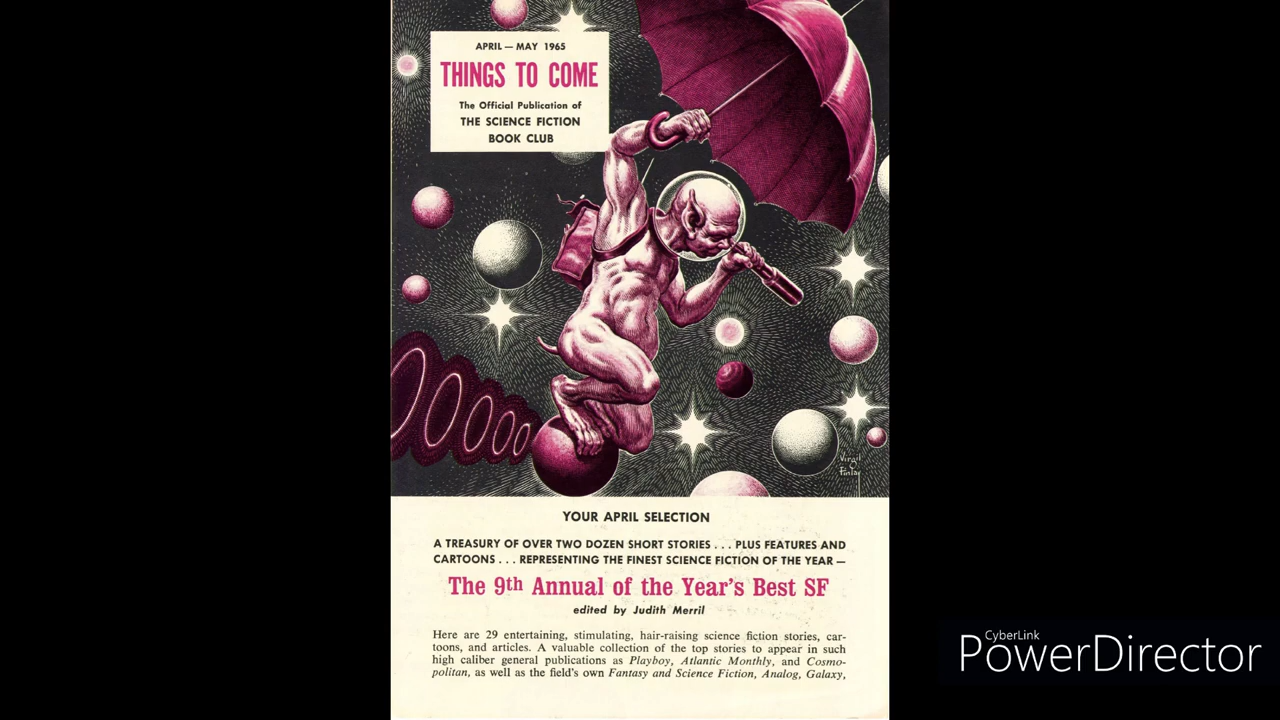 APRIL — MAY 1965
THINGS TO COME
The Official Publication of
THE SCIENCE FICTION
BOOK CLUB
Virgil
Finlay
YOUR APRIL SELECTION
A TREASURY OF OVER TWO DOZEN SHORT STORIES . . . PLUS FEATURES AND
CARTOONS . . . REPRESENTING THE FINEST SCIENCE FICTION OF THE YEAR —
The 9th Annual of the Year's Best SF
edited by Judith Merril
Here are 29 entertaining, stimulating, hair-raising science fiction stories, car-
toons, and articles. A valuable collection of the top stories to appear in such
high caliber general publications as Playboy, Atlantic Monthly, and Cosmo-
politan, as well as the field's own Fantasy and Science Fiction, Analog, Galaxy,
CyberLink
PowerDirector